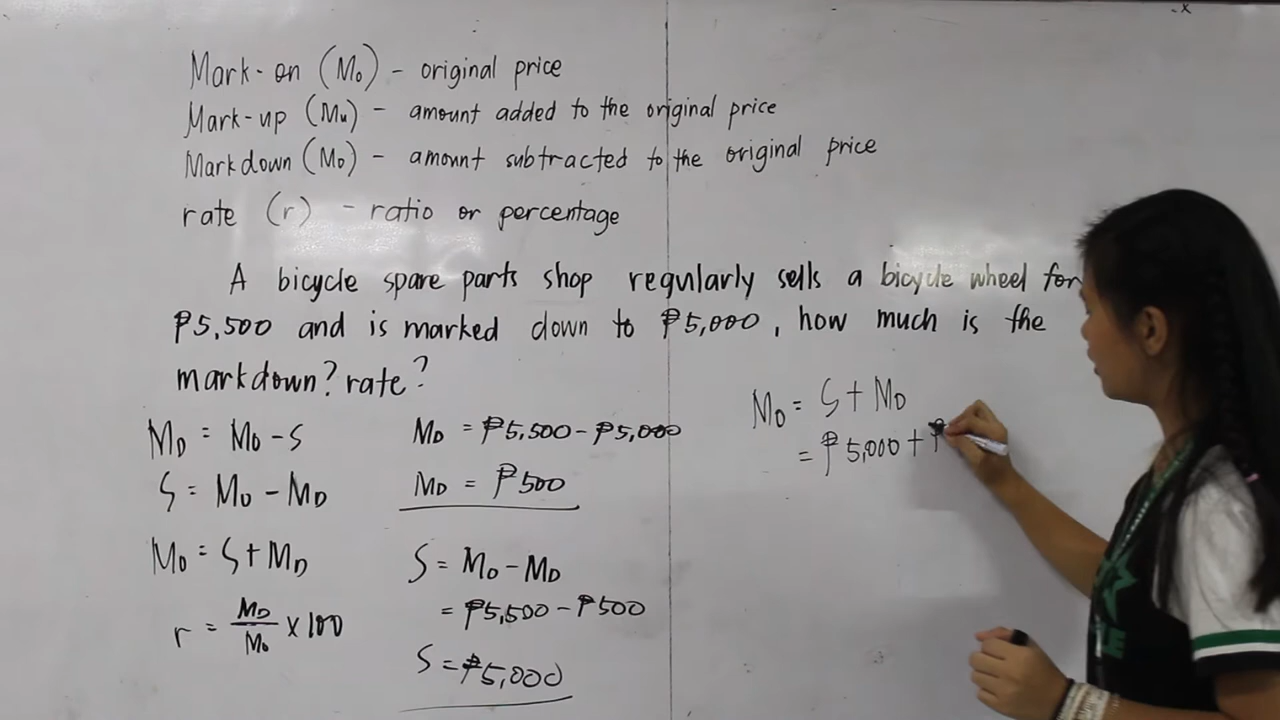 Mark-on (Mo) - original price
Mark-up (Mu) - amount added to the original price
Markdown (MD) - amount subtracted to the original price
rate (r) - ratio or percentage
A bicycle spare parts shop regularly sells a bicycle wheel for
₱5,500 and is marked down to ₱5,000, how much is the
markdown? rate?
MD = Mo - S
S = Mo - MD
Mo = S + MD
r = MD/Mo x 100
MD = ₱5,500 - ₱5,000
MD = ₱500
S = Mo - MD
= ₱5,500 - ₱500
S = ₱5,000
Mo = S + MD
= ₱5,000 + ₱